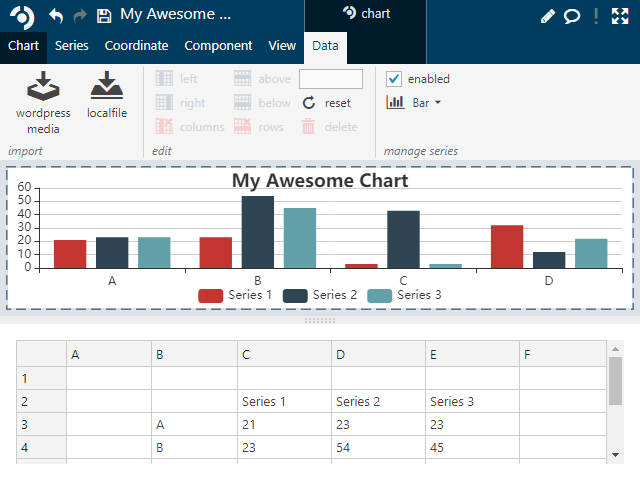 My Awesome ...
chart
Chart Series Coordinate Component View Data
wordpress media
localfile
import
left above
right below reset
columns rows delete
edit
enabled
Bar
manage series
My Awesome Chart
60
50
40
30
20
10
0
A B C D
Series 1 Series 2 Series 3
A B C D E F
1
2 Series 1 Series 2 Series 3
3 A 21 23 23
4 B 23 54 45